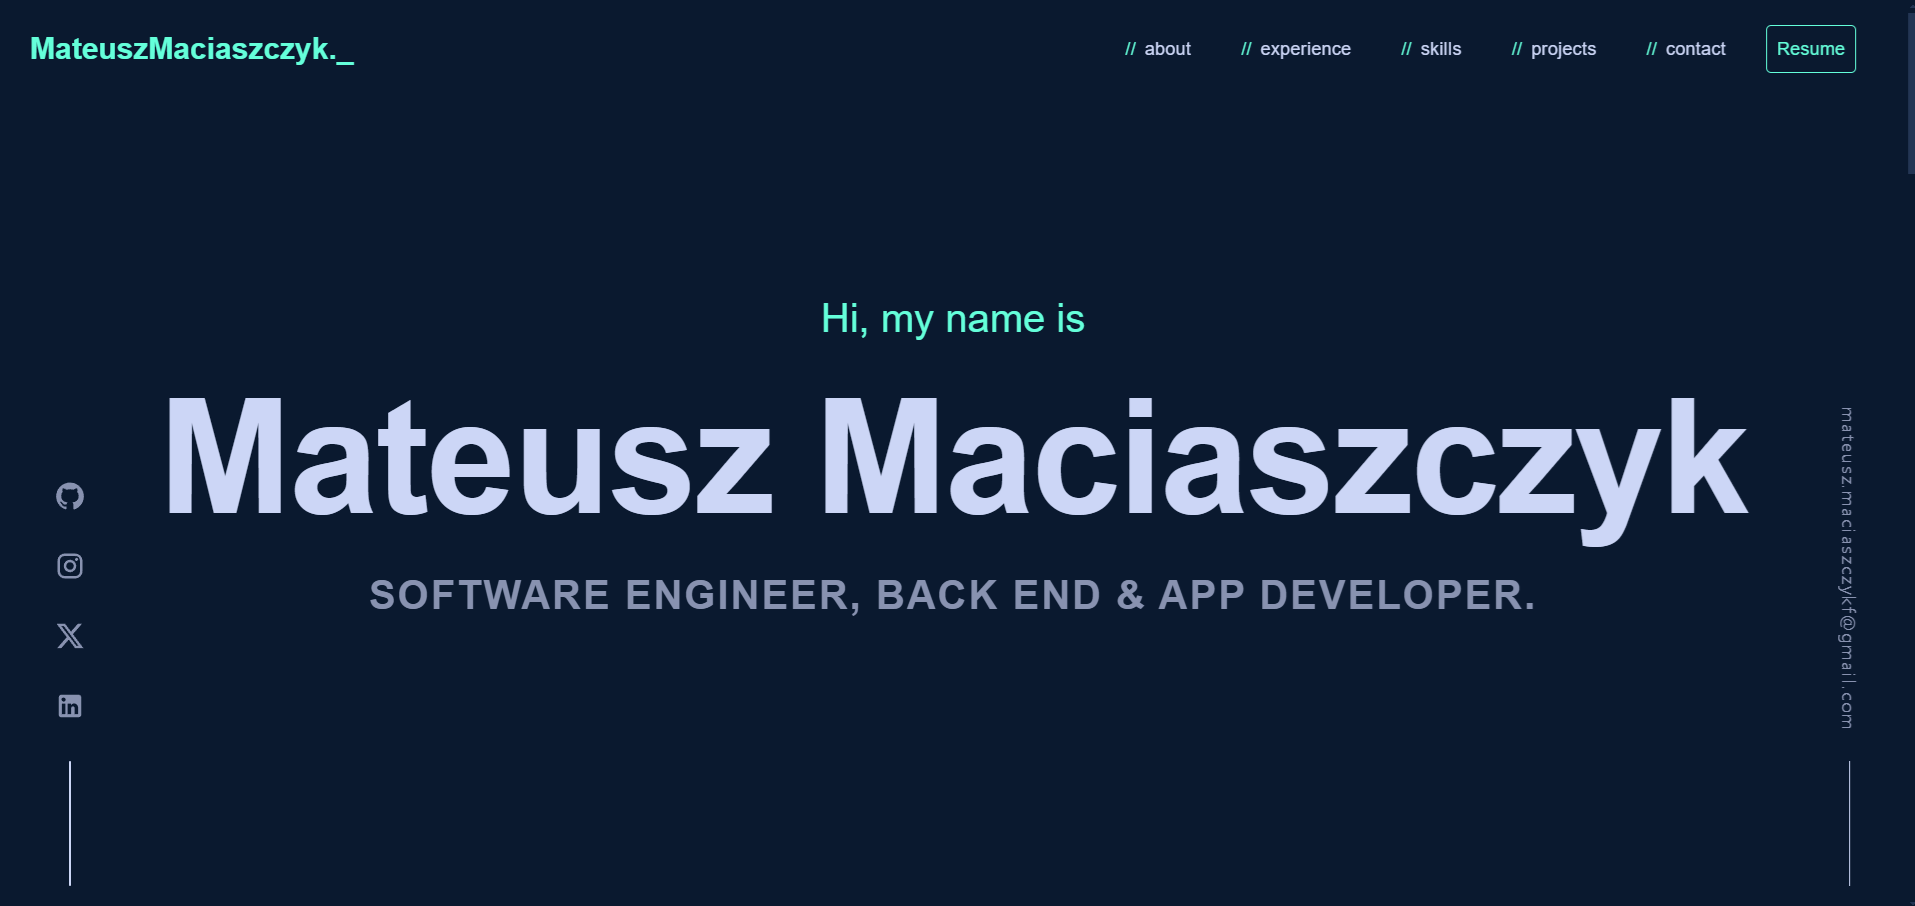 MateuszMaciaszczyk._
// about // experience // skills // projects // contact Resume
Hi, my name is
Mateusz Maciaszczyk
SOFTWARE ENGINEER, BACK END & APP DEVELOPER.
mateusz.maciaszczykf@gmail.com